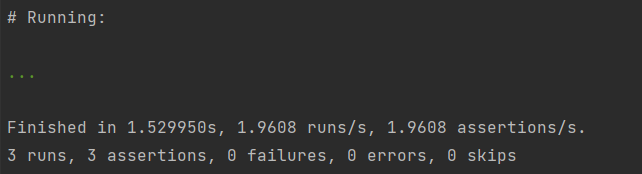 # Running:
...
Finished in 1.529950s, 1.9608 runs/s, 1.9608 assertions/s.
3 runs, 3 assertions, 0 failures, 0 errors, 0 skips